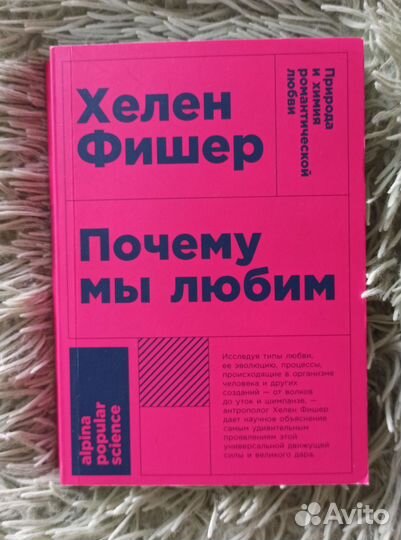 Хелен
Фишер
Природа
и химия
романтической
любви
Почему
мы любим
alpina
popular
science
Исследуя типы любви,
ее эволюцию, процессы,
происходящие в организме
человека и других
созданий — от волков
до уток и шимпанзе, —
антрополог Хелен Фишер
дает научное объяснение
самым удивительным
проявлениям этой
универсальной движущей
силы и великого дара.
Avito